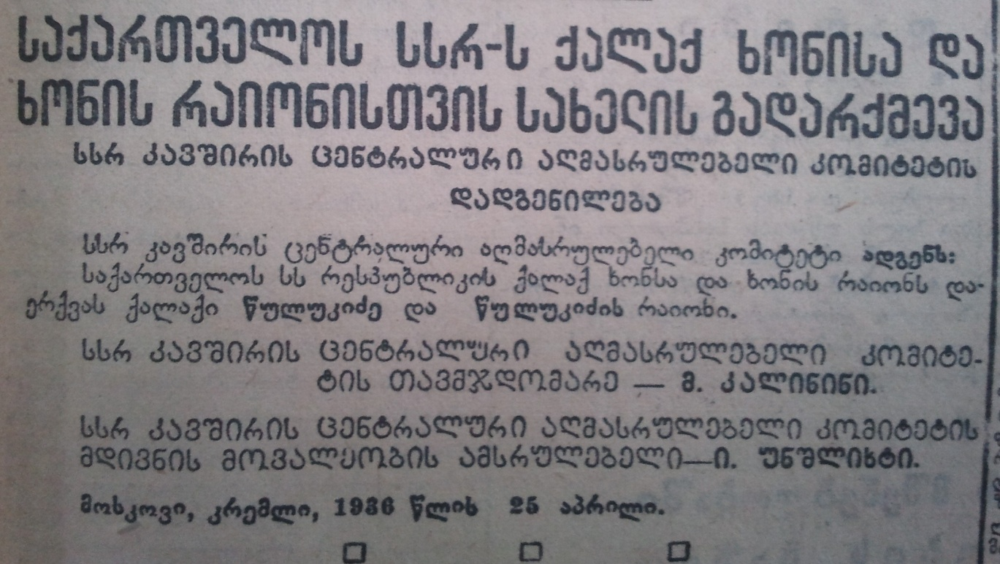 საქართველოს სსრ-ს ქალაქ ხონისა და
ხონის რაიონისთვის სახელის გადარქმევა
სსრ კავშირის ცენტრალური აღმასრულებელი კომიტეტის
დადგენილება
სსრ კავშირის ცენტრალური აღმასრულებელი კომიტეტი ადგენს:
საქართველოს სს რესპუბლიკის ქალაქ ხონსა და ხონის რაიონს და-
ერქვას ქალაქი წულუკიძე და წულუკიძის რაიონი.
სსრ კავშირის ცენტრალური აღმასრულებელი კომიტე-
ტის თავმჯდომარე — მ. კალინინი.
სსრ კავშირის ცენტრალური აღმასრულებელი კომიტეტის
მდივნის მოვალეობის ამსრულებელი—ი. უნშლიხტი.
მოსკოვი, კრემლი, 1936 წლის 25 აპრილი.